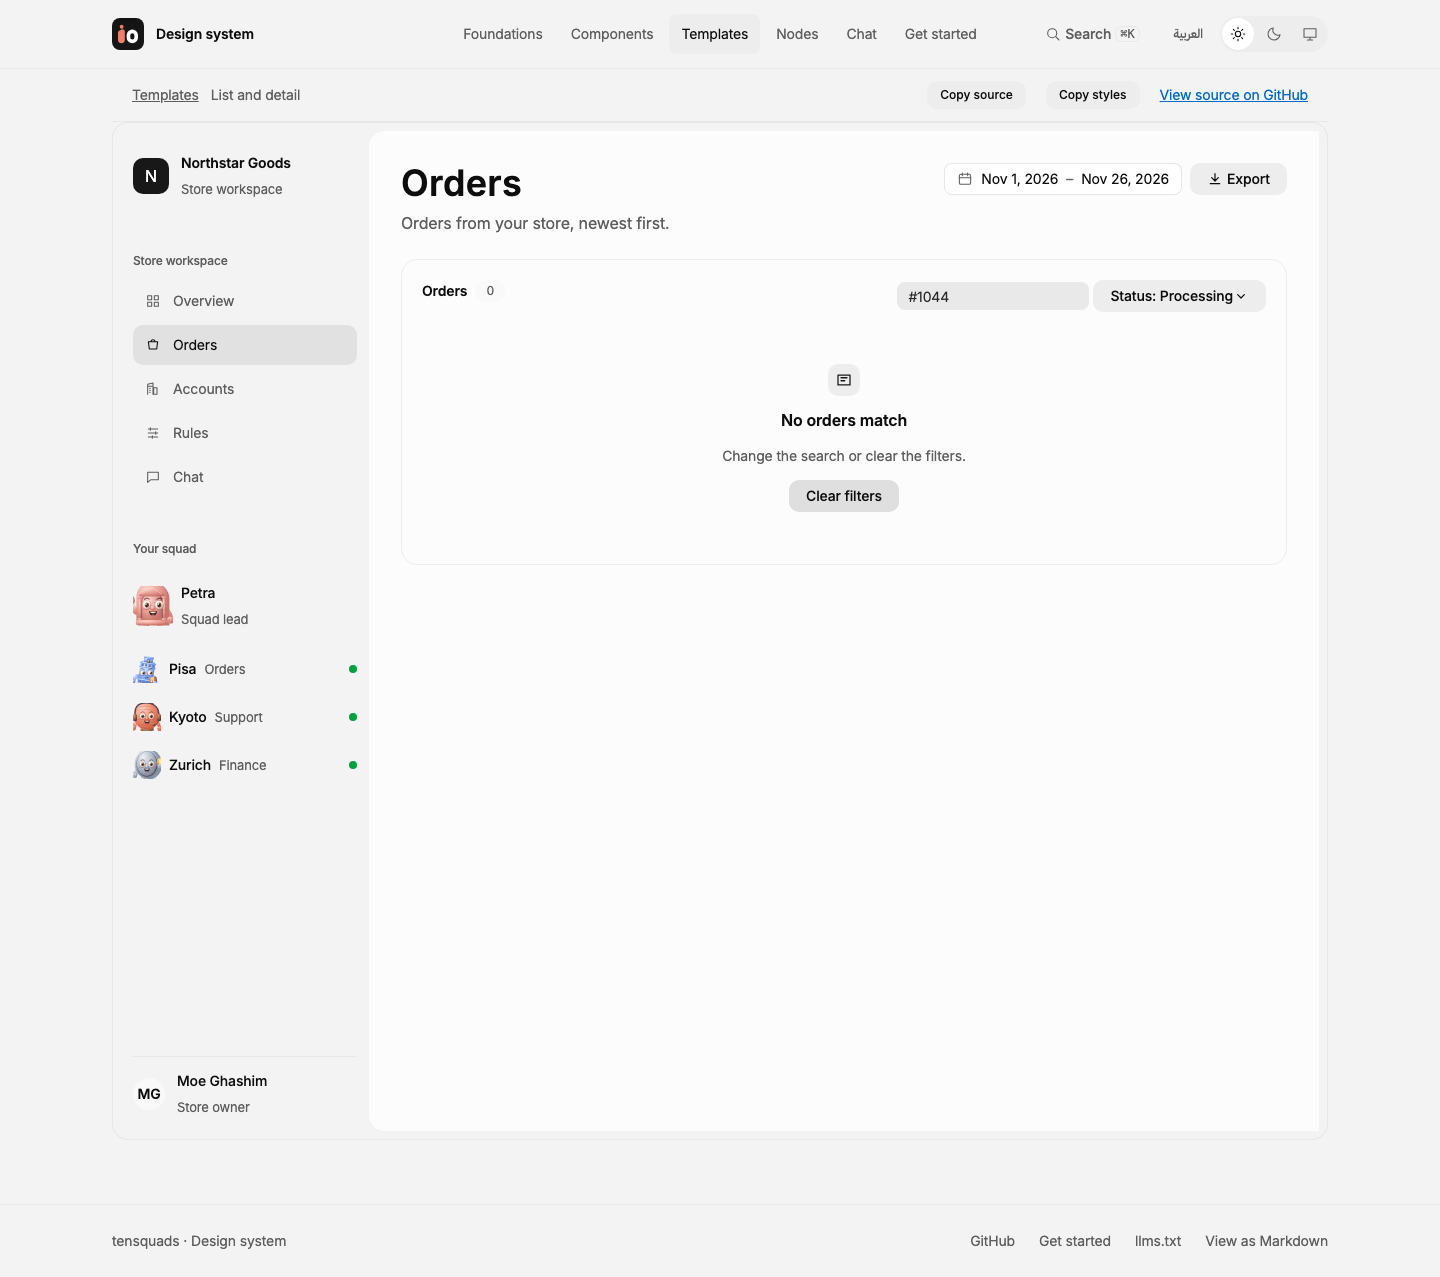 io Design system
Foundations Components Templates Nodes Chat Get started
Search ⌘K العربية
Templates List and detail
Copy source Copy styles View source on GitHub
N
Northstar Goods
Store workspace
Store workspace
Overview
Orders
Accounts
Rules
Chat
Your squad
Petra
Squad lead
Pisa Orders
Kyoto Support
Zurich Finance
MG
Moe Ghashim
Store owner
Orders
Orders from your store, newest first.
Nov 1, 2026 – Nov 26, 2026 Export
Orders 0
#1044 Status: Processing
No orders match
Change the search or clear the filters.
Clear filters
tensquads · Design system
GitHub Get started llms.txt View as Markdown